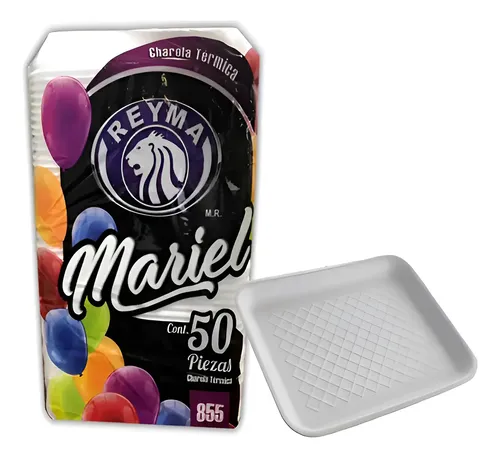 Charola Térmica
REYMA
M.R.
Mariel
Cont. 50
Piezas
Charola Térmica
855